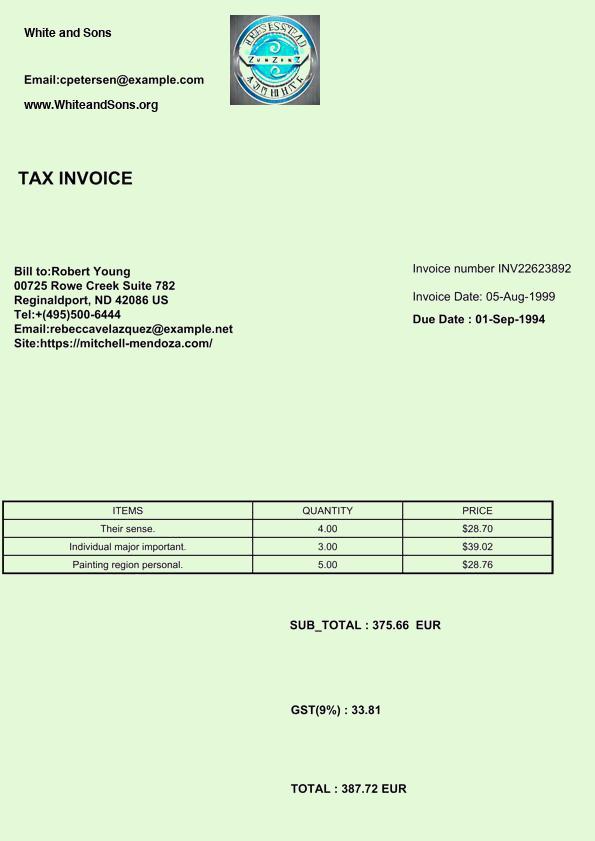 White and Sons
Email:cpetersen@example.com
www.WhiteandSons.org
TAX INVOICE
Bill to:Robert Young
00725 Rowe Creek Suite 782
Reginaldport, ND 42086 US
Tel:+(495)500-6444
Email:rebeccavelazquez@example.net
Site:https://mitchell-mendoza.com/
Invoice number INV22623892
Invoice Date: 05-Aug-1999
Due Date : 01-Sep-1994
ITEMS QUANTITY PRICE
Their sense. 4.00 $28.70
Individual major important. 3.00 $39.02
Painting region personal. 5.00 $28.76
SUB_TOTAL : 375.66 EUR
GST(9%) : 33.81
TOTAL : 387.72 EUR